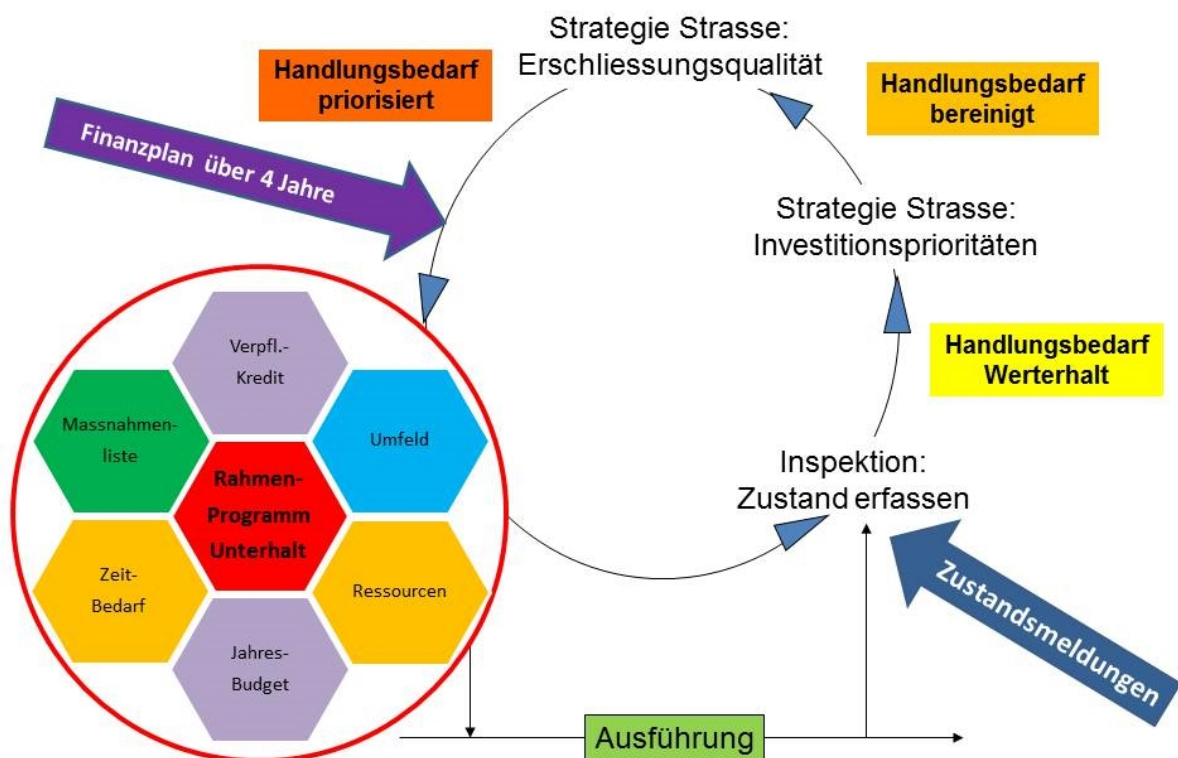 Strategie Strasse:
Erschliessungsqualität
Handlungsbedarf
priorisiert
Handlungsbedarf
bereinigt
Finanzplan über 4 Jahre
Strategie Strasse:
Investitionsprioritäten
Handlungsbedarf
Werterhalt
Inspektion:
Zustand erfassen
Zustandsmeldungen
Verpfl.-
Kredit
Massnahmen-
liste
Umfeld
Rahmen-
Programm
Unterhalt
Zeit-
Bedarf
Ressourcen
Jahres-
Budget
Ausführung